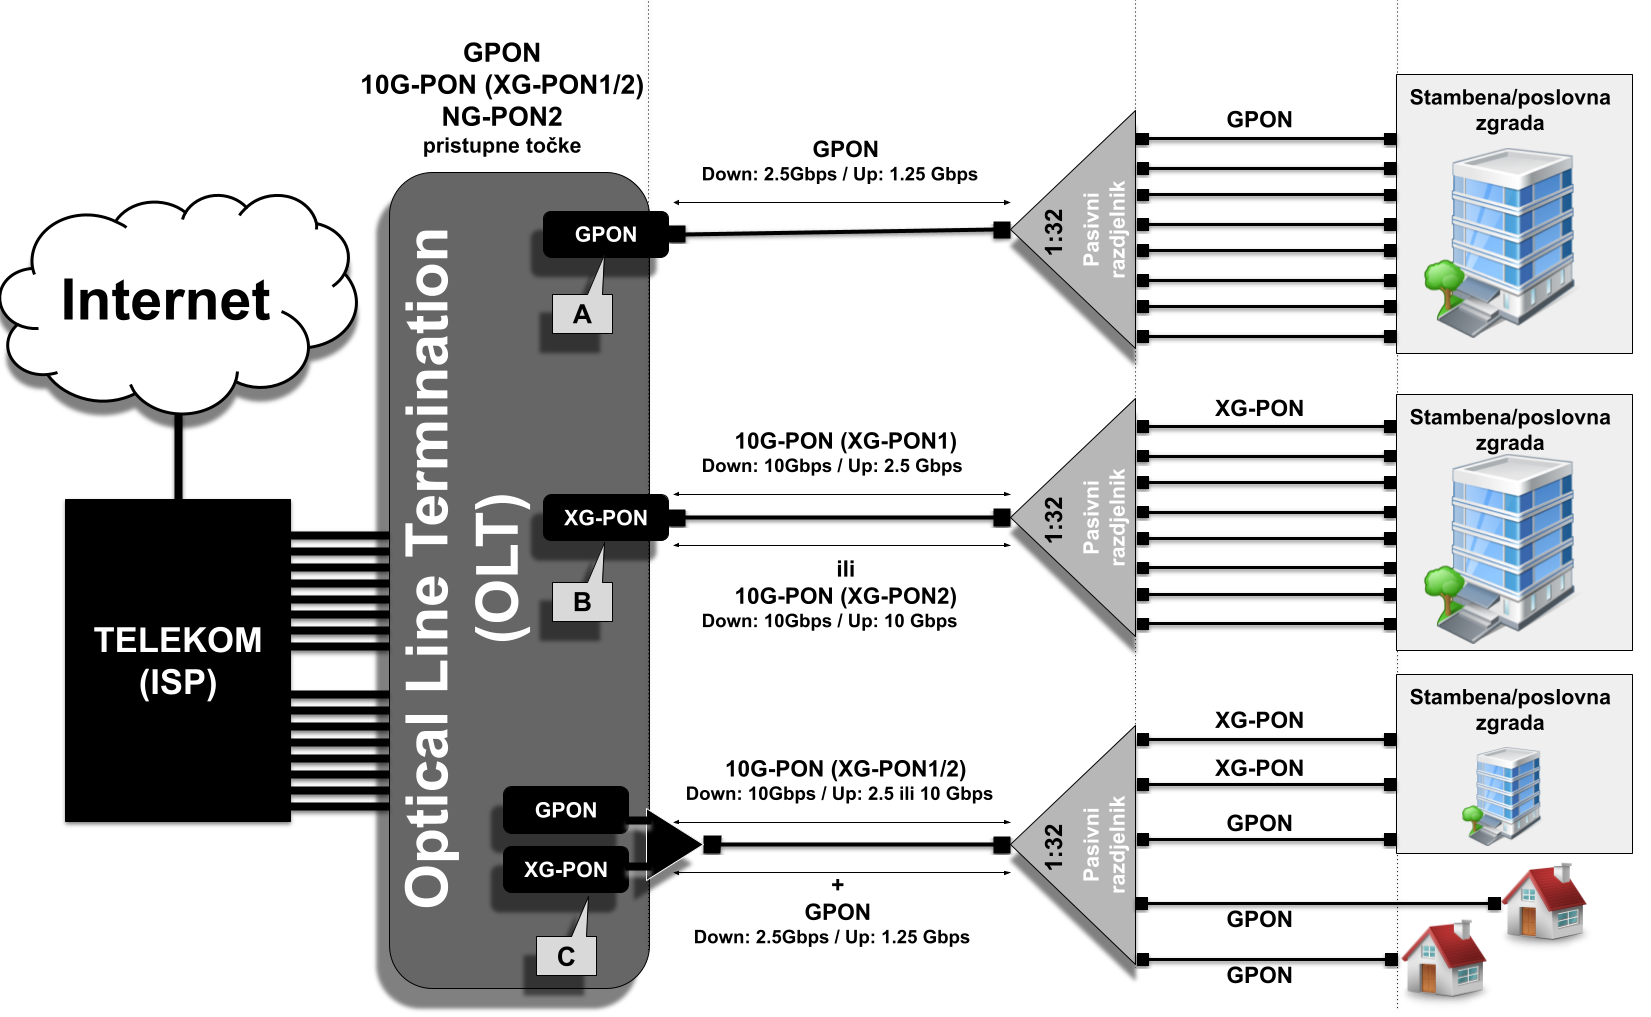 GPON
10G-PON (XG-PON1/2)
NG-PON2
pristupne točke
Internet
TELEKOM
(ISP)
Optical Line Termination
(OLT)
GPON
A
GPON
Down: 2.5Gbps / Up: 1.25 Gbps
1:32
Pasivni
razdjelnik
GPON
Stambena/poslovna
zgrada
XG-PON
B
10G-PON (XG-PON1)
Down: 10Gbps / Up: 2.5 Gbps
ili
10G-PON (XG-PON2)
Down: 10Gbps / Up: 10 Gbps
1:32
Pasivni
razdjelnik
XG-PON
Stambena/poslovna
zgrada
GPON
XG-PON
C
10G-PON (XG-PON1/2)
Down: 10Gbps / Up: 2.5 ili 10 Gbps
+
GPON
Down: 2.5Gbps / Up: 1.25 Gbps
1:32
Pasivni
razdjelnik
XG-PON
XG-PON
GPON
GPON
GPON
Stambena/poslovna
zgrada